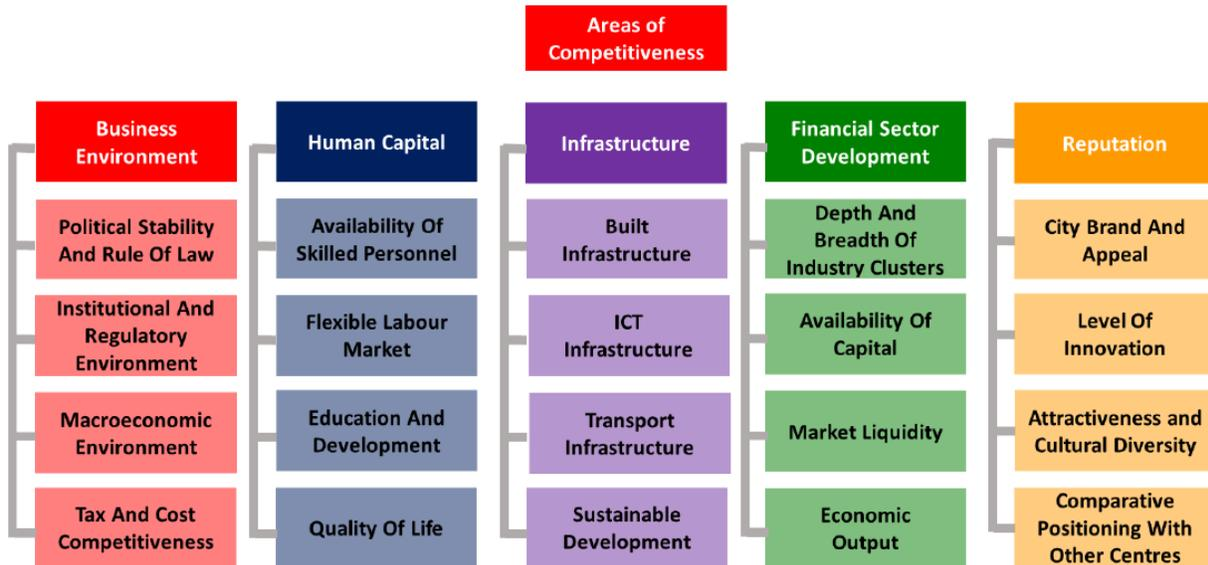 Areas of
Competitiveness
Business
Environment
Political Stability
And Rule Of Law
Institutional And
Regulatory
Environment
Macroeconomic
Environment
Tax And Cost
Competitiveness
Human Capital
Availability Of
Skilled Personnel
Flexible Labour
Market
Education And
Development
Quality Of Life
Infrastructure
Built
Infrastructure
ICT
Infrastructure
Transport
Infrastructure
Sustainable
Development
Financial Sector
Development
Depth And
Breadth Of
Industry Clusters
Availability Of
Capital
Market Liquidity
Economic
Output
Reputation
City Brand And
Appeal
Level Of
Innovation
Attractiveness and
Cultural Diversity
Comparative
Positioning With
Other Centres